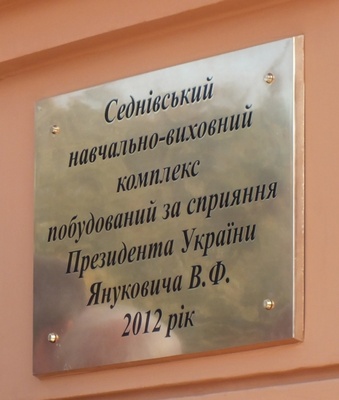 Седнівський
навчально-виховний
комплекс
побудований за сприяння
Президента України
Януковича В.Ф.
2012 рік